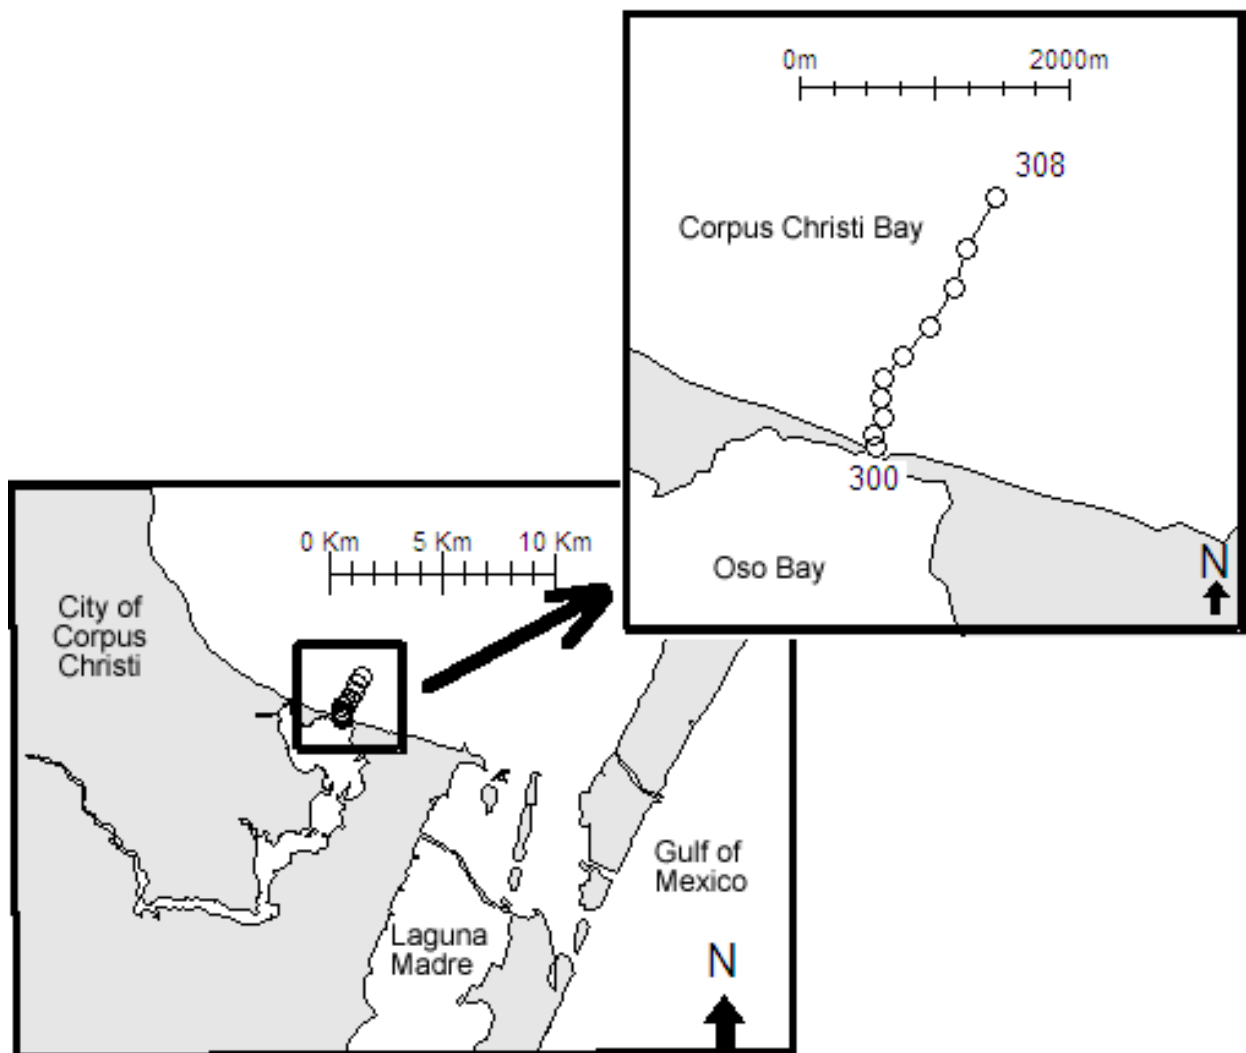 0m 2000m
308
Corpus Christi Bay
300
Oso Bay
N
0 Km 5 Km 10 Km
City of
Corpus
Christi
Gulf of
Mexico
Laguna
Madre
N